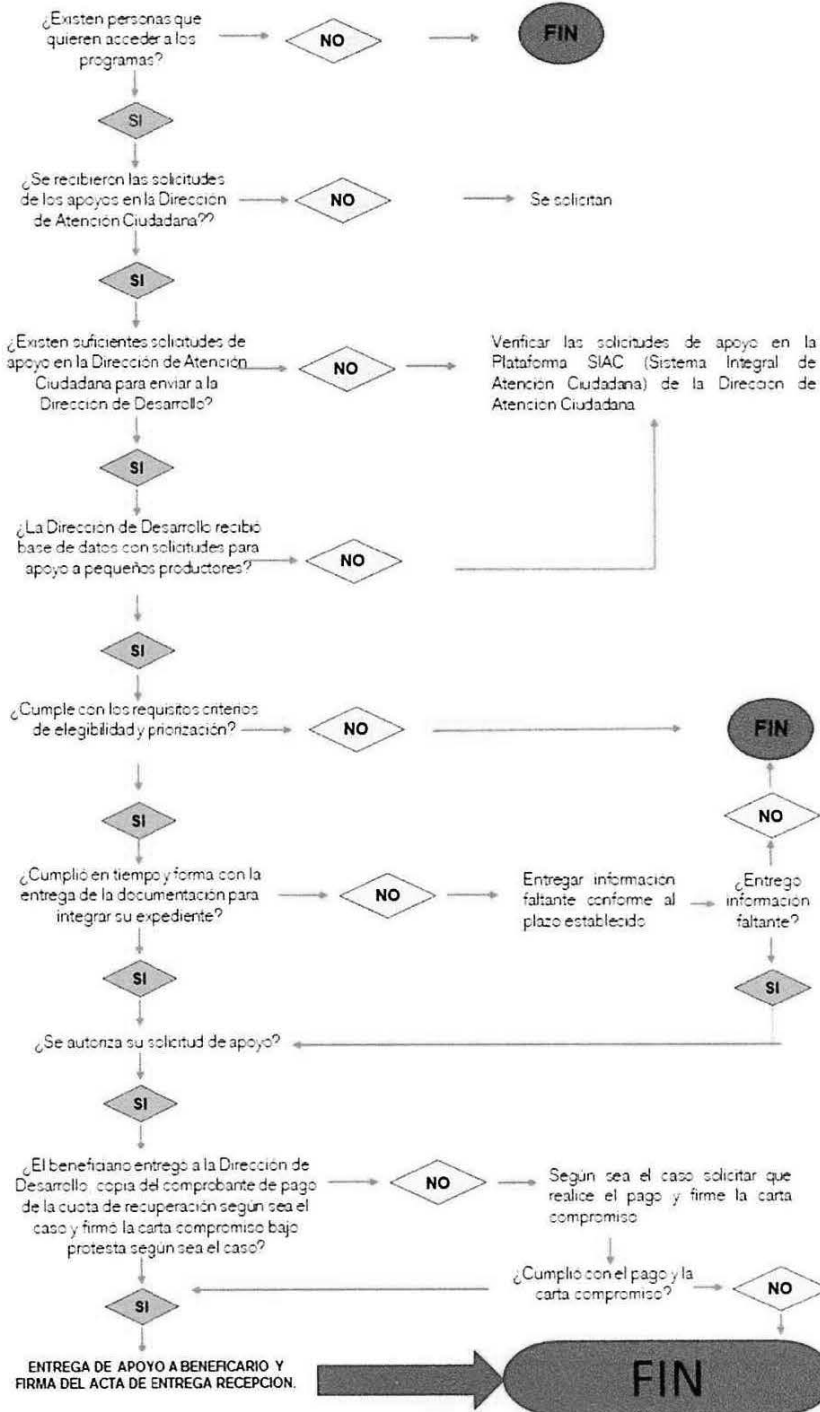 ¿Existen personas que
quieren acceder a los
programas?
NO
FIN
SI
¿Se recibieron las solicitudes
de los apoyos en la Dirección
de Atención Ciudadana??
NO
Se solicitan
SI
¿Existen suficientes solicitudes de
apoyo en la Dirección de Atención
Ciudadana para enviar a la
Dirección de Desarrollo?
NO
Verificar las solicitudes de apoyo en la
Plataforma SIAC (Sistema Integral de
Atención Ciudadana) de la Dirección de
Atención Ciudadana
SI
¿La Dirección de Desarrollo recibió
base de datos con solicitudes para
apoyo a pequeños productores?
NO
SI
¿Cumple con los requisitos criterios
de elegibilidad y priorización?
NO
FIN
SI
NO
¿Cumplió en tiempo y forma con la
entrega de la documentación para
integrar su expediente?
NO
Entregar información
faltante conforme al
plazo establecido
¿Entrego
información
faltante?
SI
SI
¿Se autoriza su solicitud de apoyo?
SI
¿El beneficiario entregó a la Dirección de
Desarrollo, copia del comprobante de pago
de la cuota de recuperación según sea el
caso y firmó la carta compromiso bajo
protesta según sea el caso?
NO
Según sea el caso solicitar que
realice el pago y firme la carta
compromiso
¿Cumplió con el pago y la
carta compromiso?
NO
SI
ENTREGA DE APOYO A BENEFICARIO Y
FIRMA DEL ACTA DE ENTREGA RECEPCION.
FIN